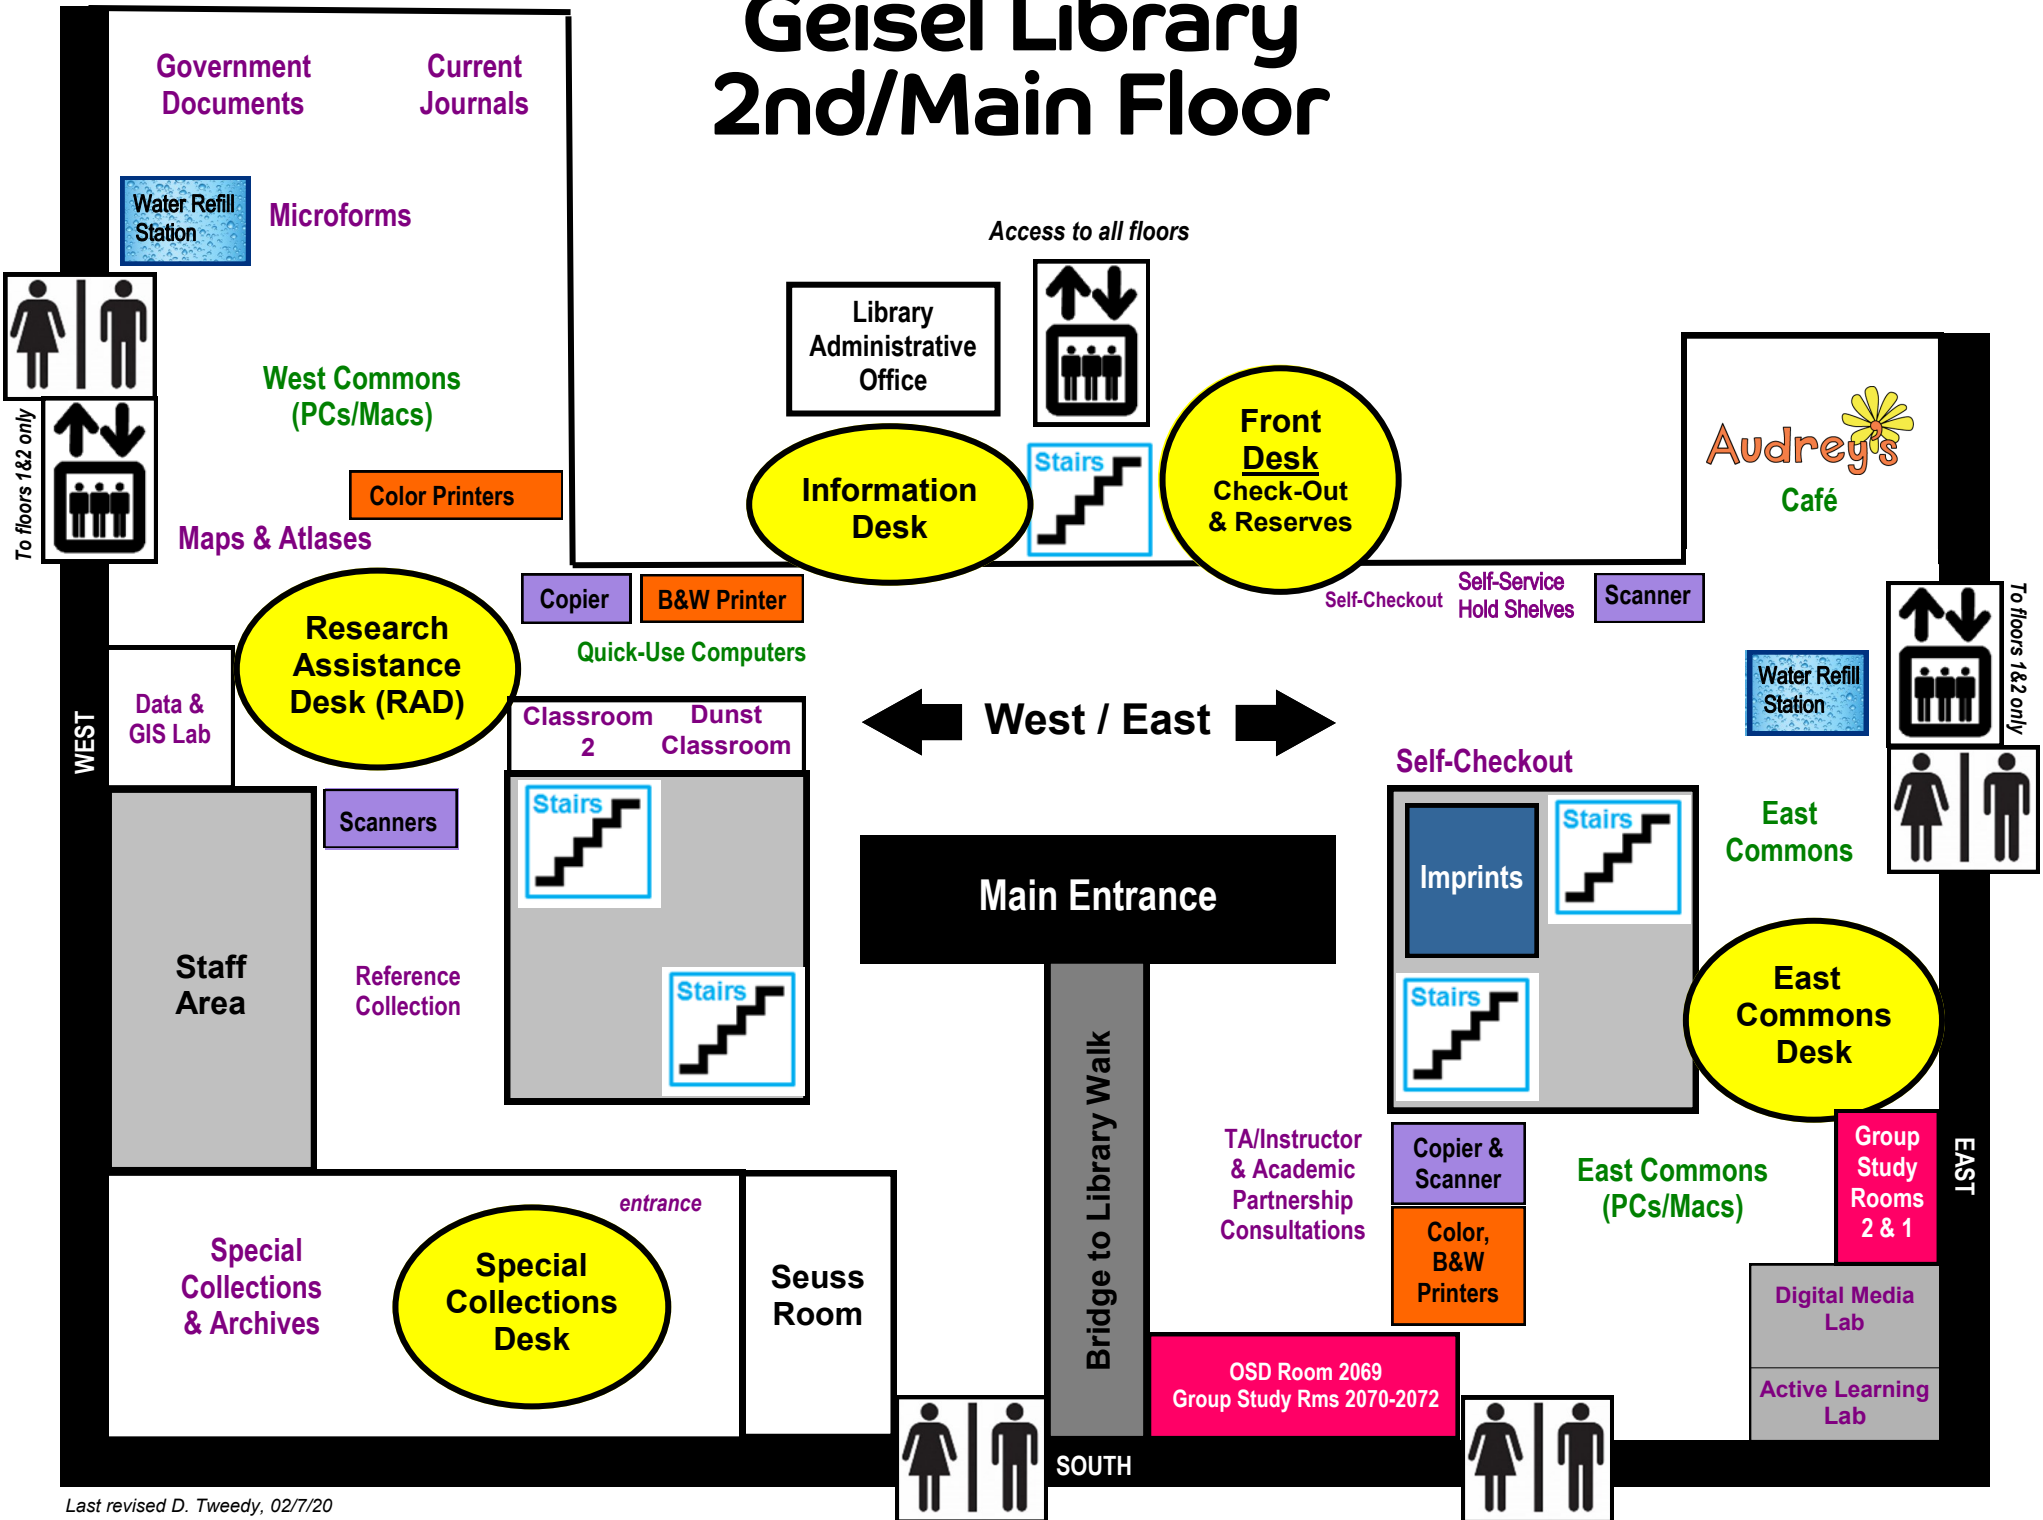 Geisel Library
2nd/Main Floor
Government
Documents
Current
Journals
Water Refill
Station
Microforms
Access to all floors
Library
Administrative
Office
West Commons
(PCs/Macs)
To floors 1&2 only
Color Printers
Maps & Atlases
Information
Desk
Stairs
Front
Desk
Check-Out
& Reserves
Audrey's
Café
Copier
B&W Printer
Quick-Use Computers
Self-Checkout
Self-Service
Hold Shelves
Scanner
To floors 1&2 only
Research
Assistance
Desk (RAD)
Data &
GIS Lab
WEST
Classroom
2
Dunst
Classroom
West / East
Water Refill
Station
Self-Checkout
Scanners
Stairs
Main Entrance
Imprints
Stairs
East
Commons
Staff
Area
Reference
Collection
Stairs
Stairs
East
Commons
Desk
Bridge to Library Walk
TA/Instructor
& Academic
Partnership
Consultations
Copier &
Scanner
Color,
B&W
Printers
East Commons
(PCs/Macs)
Group
Study
Rooms
2 & 1
EAST
entrance
Special
Collections
& Archives
Special
Collections
Desk
Seuss
Room
Digital Media
Lab
Active Learning
Lab
OSD Room 2069
Group Study Rms 2070-2072
SOUTH
Last revised D. Tweedy, 02/7/20